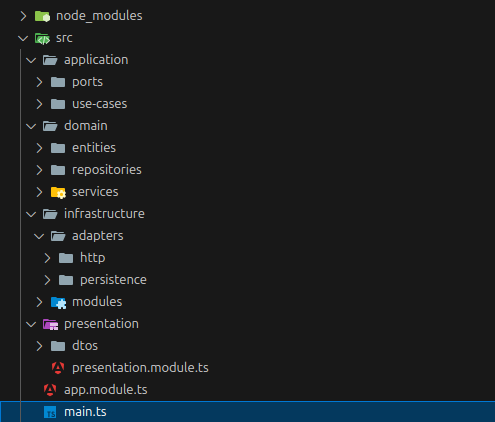 node_modules
src
application
ports
use-cases
domain
entities
repositories
services
infrastructure
adapters
http
persistence
modules
presentation
dtos
presentation.module.ts
app.module.ts
TS main.ts